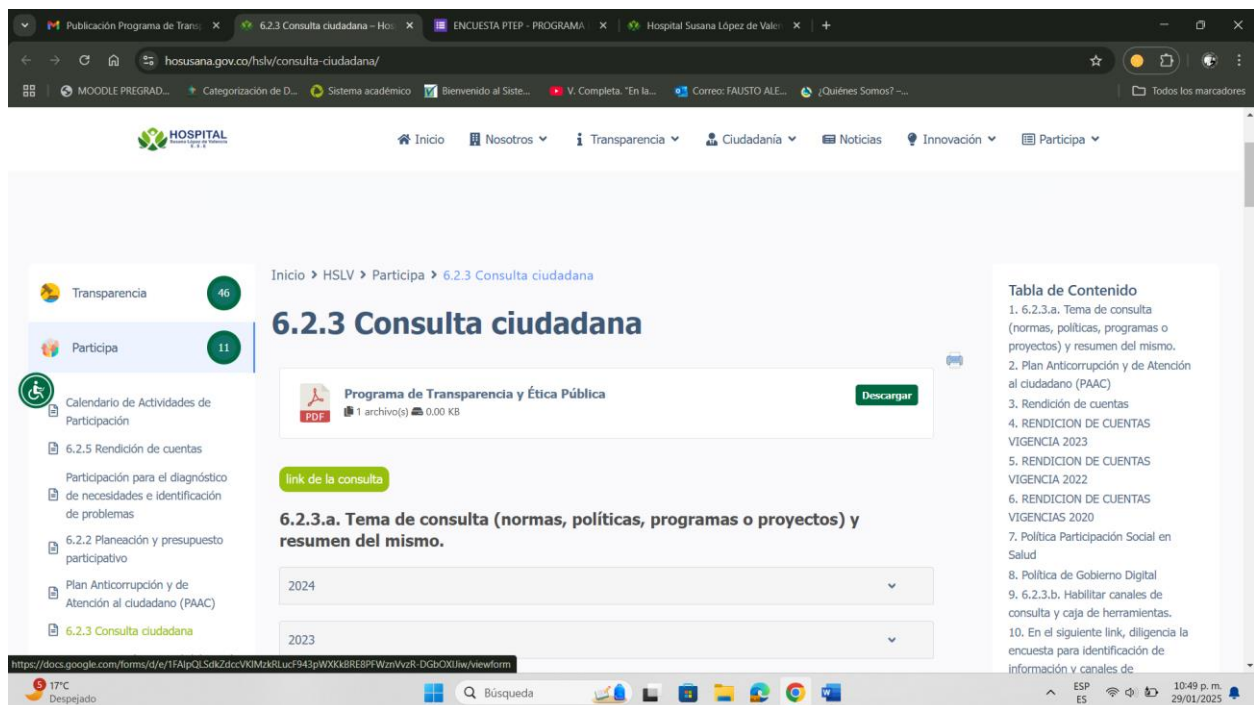 Publicación Programa de Trans
6.2.3 Consulta ciudadana – Hos
ENCUESTA PTEP - PROGRAMA
Hospital Susana López de Valen
hosusana.gov.co/hslv/consulta-ciudadana/
MOODLE PREGRAD...
Categorización de D...
Sistema académico
Bienvenido al Siste...
V. Completa. "En la...
Correo: FAUSTO ALE...
¿Quiénes Somos? –...
Todos los marcadores
HOSPITAL
Susana López de Valencia
E.S.E
Inicio
Nosotros
Transparencia
Ciudadanía
Noticias
Innovación
Participa
Transparencia
46
Participa
11
Calendario de Actividades de
Participación
6.2.5 Rendición de cuentas
Participación para el diagnóstico
de necesidades e identificación
de problemas
6.2.2 Planeación y presupuesto
participativo
Plan Anticorrupción y de
Atención al ciudadano (PAAC)
6.2.3 Consulta ciudadana
Inicio > HSLV > Participa > 6.2.3 Consulta ciudadana
6.2.3 Consulta ciudadana
PDF
Programa de Transparencia y Ética Pública
1 archivo(s) 0.00 KB
Descargar
link de la consulta
6.2.3.a. Tema de consulta (normas, políticas, programas o proyectos) y
resumen del mismo.
2024
2023
Tabla de Contenido
1. 6.2.3.a. Tema de consulta
(normas, políticas, programas o
proyectos) y resumen del mismo.
2. Plan Anticorrupción y de Atención
al ciudadano (PAAC)
3. Rendición de cuentas
4. RENDICION DE CUENTAS
VIGENCIA 2023
5. RENDICION DE CUENTAS
VIGENCIA 2022
6. RENDICION DE CUENTAS
VIGENCIAS 2020
7. Política Participación Social en
Salud
8. Política de Gobierno Digital
9. 6.2.3.b. Habilitar canales de
consulta y caja de herramientas.
10. En el siguiente link, diligencia la
encuesta para identificación de
información y canales de
5
17°C
Despejado
Búsqueda
ESP
ES
10:49 p. m.
29/01/2025